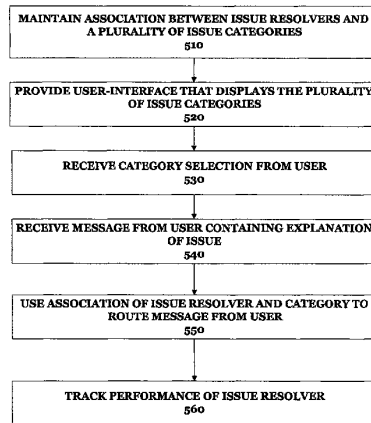 MAINTAIN ASSOCIATION BETWEEN ISSUE RESOLVERS AND
A PLURALITY OF ISSUE CATEGORIES
510
PROVIDE USER-INTERFACE THAT DISPLAYS THE PLURALITY
OF ISSUE CATEGORIES
520
RECEIVE CATEGORY SELECTION FROM USER
530
RECEIVE MESSAGE FROM USER CONTAINING EXPLANATION
OF ISSUE
540
USE ASSOCIATION OF ISSUE RESOLVER AND CATEGORY TO
ROUTE MESSAGE FROM USER
550
TRACK PERFORMANCE OF ISSUE RESOLVER
560